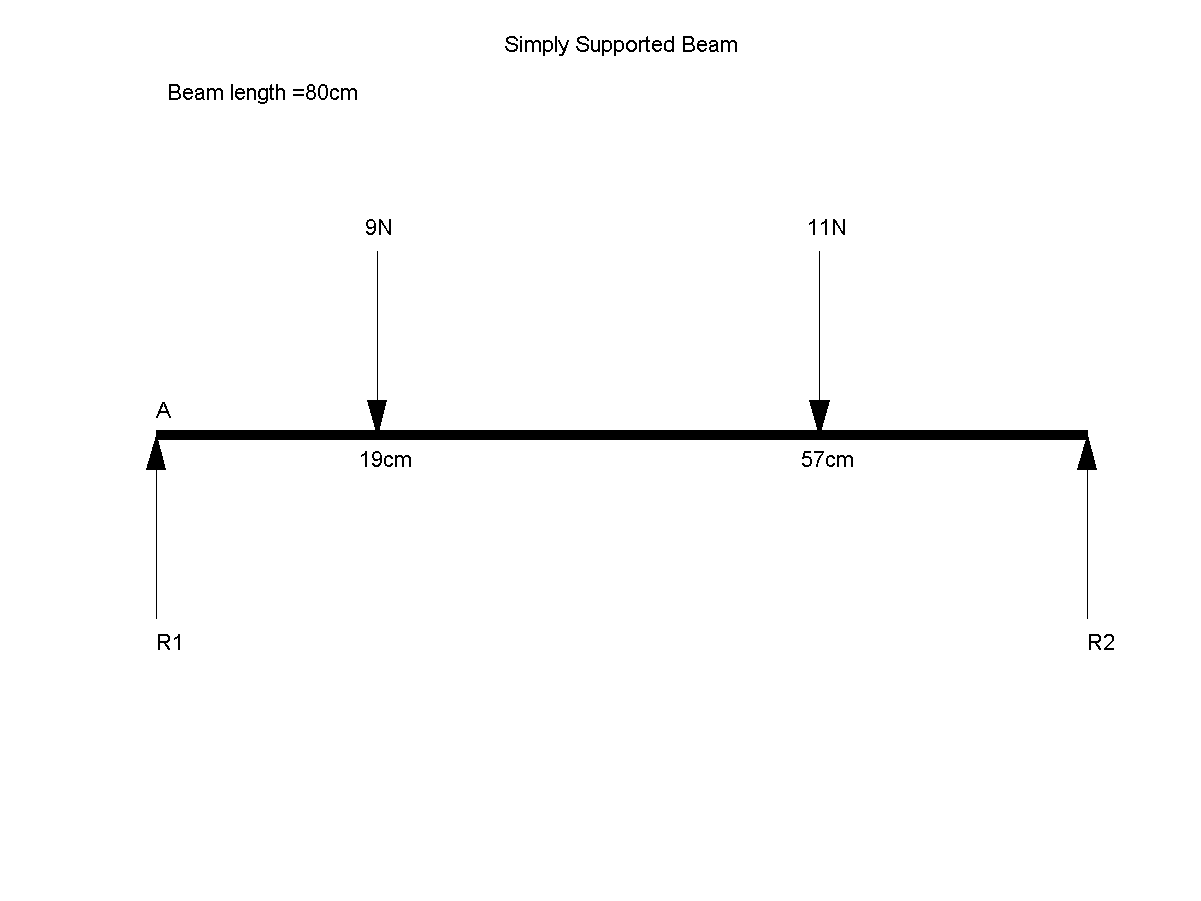 Simply Supported Beam
Beam length =80cm
9N
11N
A
19cm
57cm
R1
R2